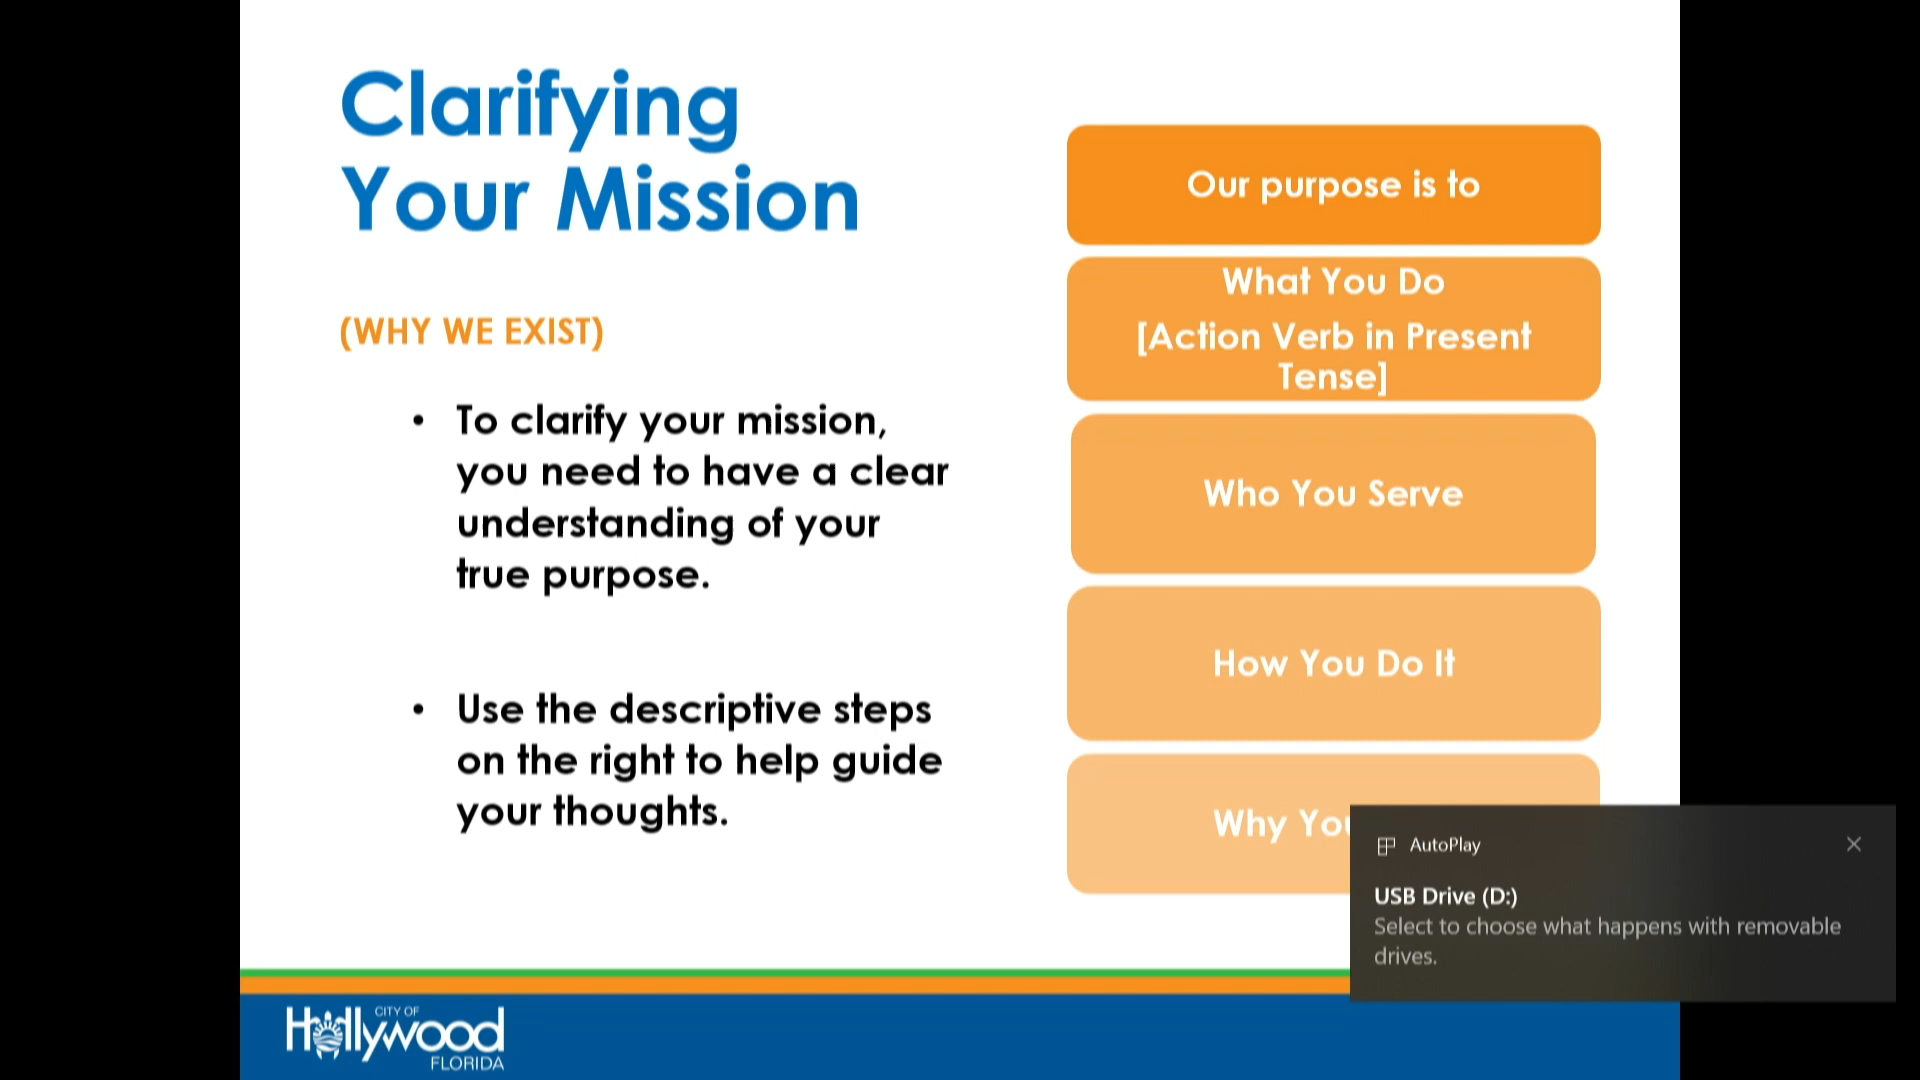 Clarifying
Your Mission
(WHY WE EXIST)
• To clarify your mission,
you need to have a clear
understanding of your
true purpose.
• Use the descriptive steps
on the right to help guide
your thoughts.
Our purpose is to
What You Do
[Action Verb in Present
Tense]
Who You Serve
How You Do It
Why
AutoPlay
USB Drive (D:)
Select to choose what happens with removable
drives.
CITY OF
Hollywood
FLORIDA